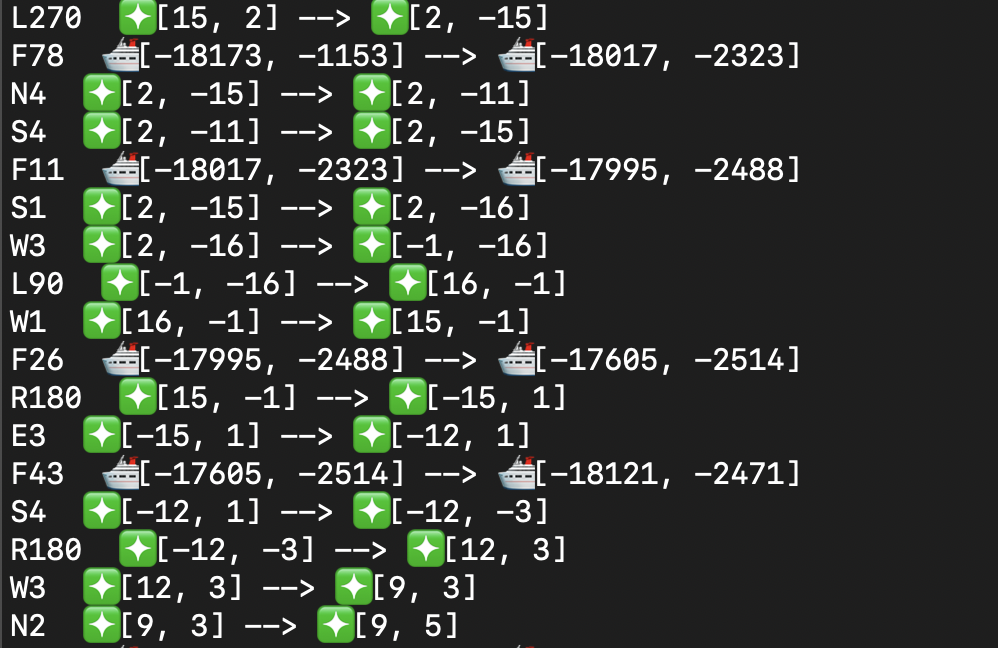 L270  ✴️[15, 2] ––> ✴️[2, –15]
F78  🛳[–18173, –1153] ––> 🛳[–18017, –2323]
N4  ✴️[2, –15] ––> ✴️[2, –11]
S4  ✴️[2, –11] ––> ✴️[2, –15]
F11  🛳[–18017, –2323] ––> 🛳[–17995, –2488]
S1  ✴️[2, –15] ––> ✴️[2, –16]
W3  ✴️[2, –16] ––> ✴️[–1, –16]
L90  ✴️[–1, –16] ––> ✴️[16, –1]
W1  ✴️[16, –1] ––> ✴️[15, –1]
F26  🛳[–17995, –2488] ––> 🛳[–17605, –2514]
R180  ✴️[15, –1] ––> ✴️[–15, 1]
E3  ✴️[–15, 1] ––> ✴️[–12, 1]
F43  🛳[–17605, –2514] ––> 🛳[–18121, –2471]
S4  ✴️[–12, 1] ––> ✴️[–12, –3]
R180  ✴️[–12, –3] ––> ✴️[12, 3]
W3  ✴️[12, 3] ––> ✴️[9, 3]
N2  ✴️[9, 3] ––> ✴️[9, 5]